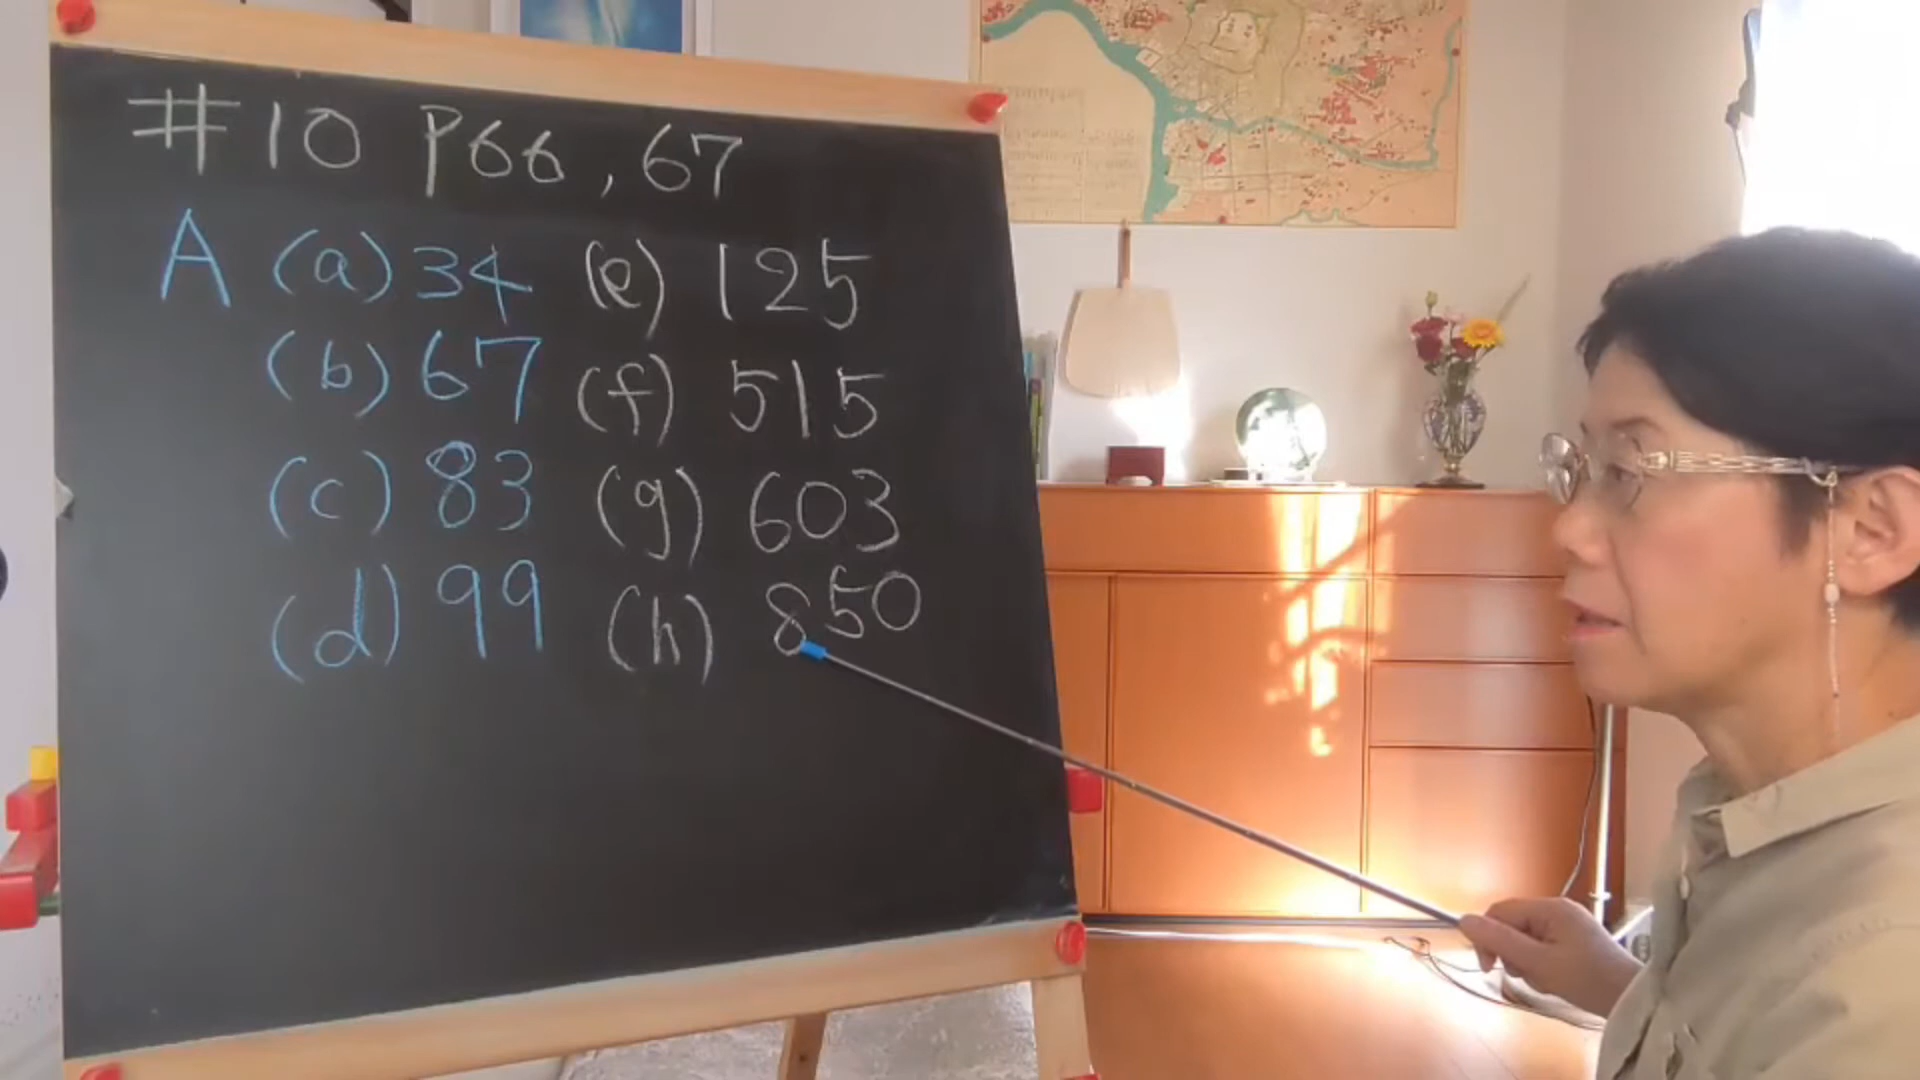 #10 P66, 67
A (a) 34 (e) 125
(b) 67 (f) 515
(c) 83 (g) 603
(d) 99 (h) 850